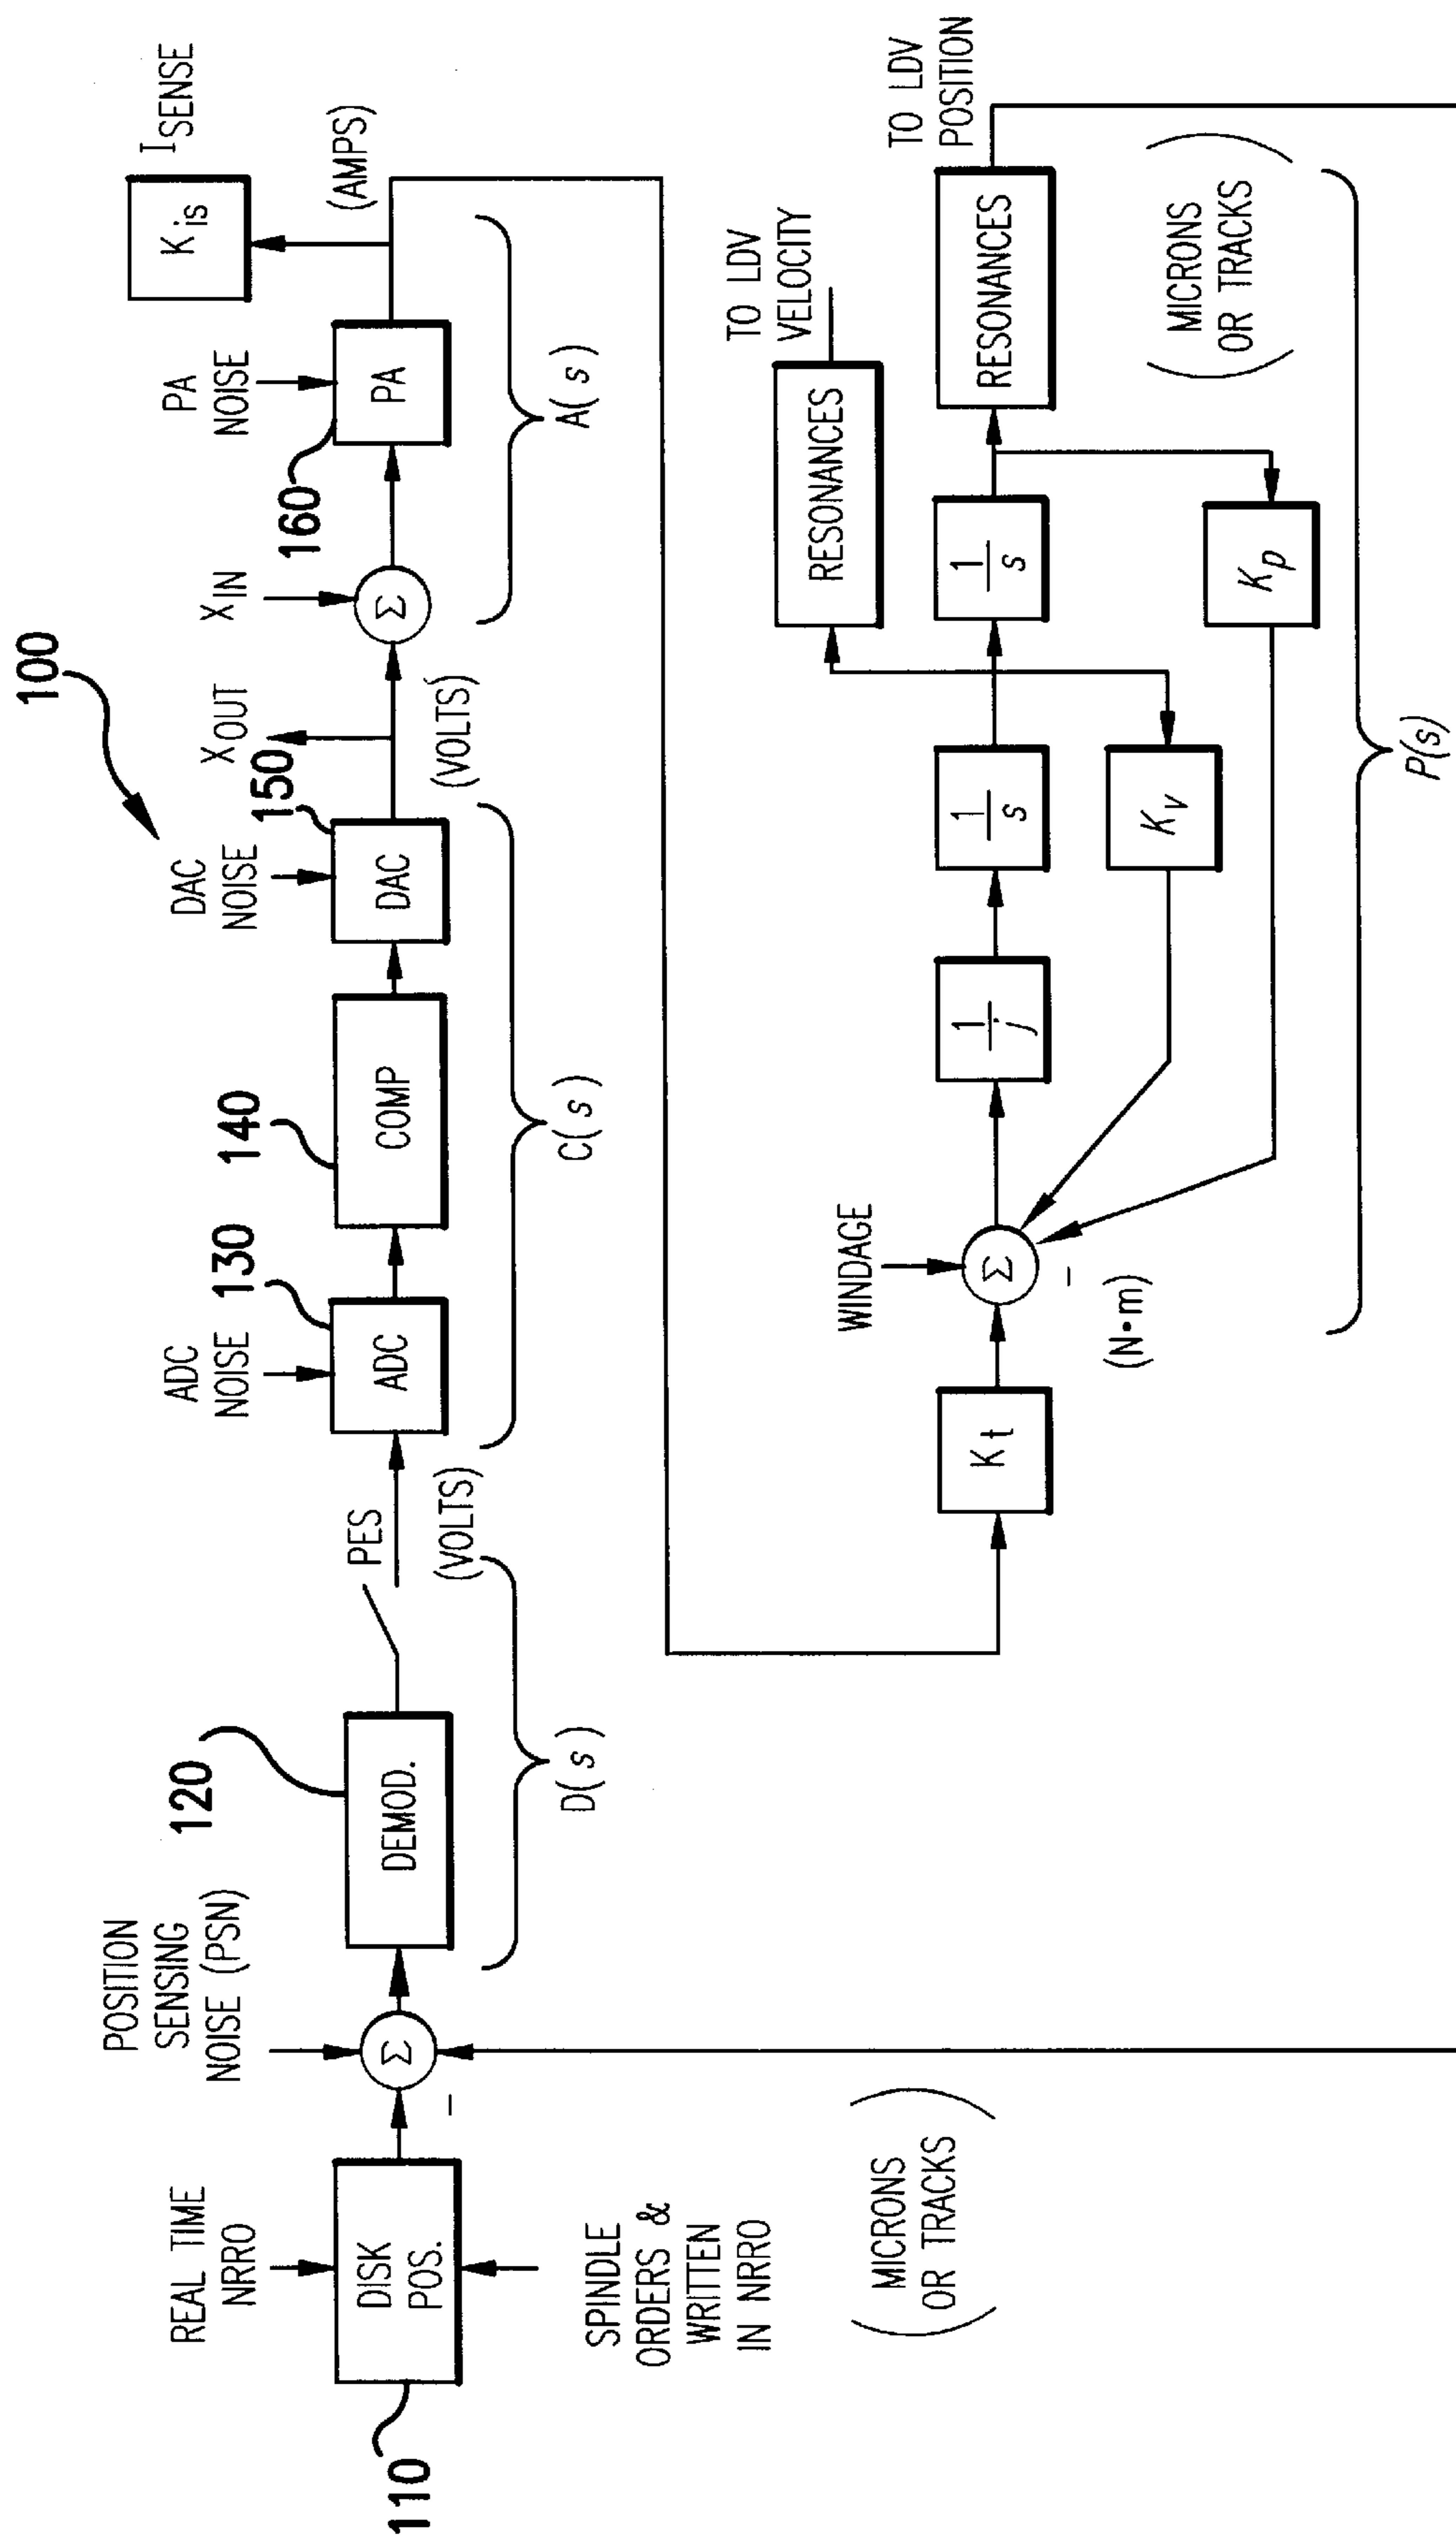 100
POSITION
SENSING
NOISE (PSN)
REAL TIME
NRRO
110
DISK
POS.
SPINDLE
ORDERS &
WRITTEN
IN NRRO
(MICRONS
OR TRACKS)
Σ
−
120
DEMOD.
D(s)
PES
(VOLTS)
ADC
NOISE
130
ADC
140
COMP
C(s)
DAC
NOISE
150
DAC
XOUT
(VOLTS)
XIN
Σ
160
PA
NOISE
PA
A(s)
(AMPS)
Kis
ISENSE
Kt
WINDAGE
Σ
−
(N•m)
1
j
1
s
1
s
Kv
Kp
RESONANCES
TO LDV
VELOCITY
RESONANCES
TO LDV
POSITION
(MICRONS
OR TRACKS)
P(s)